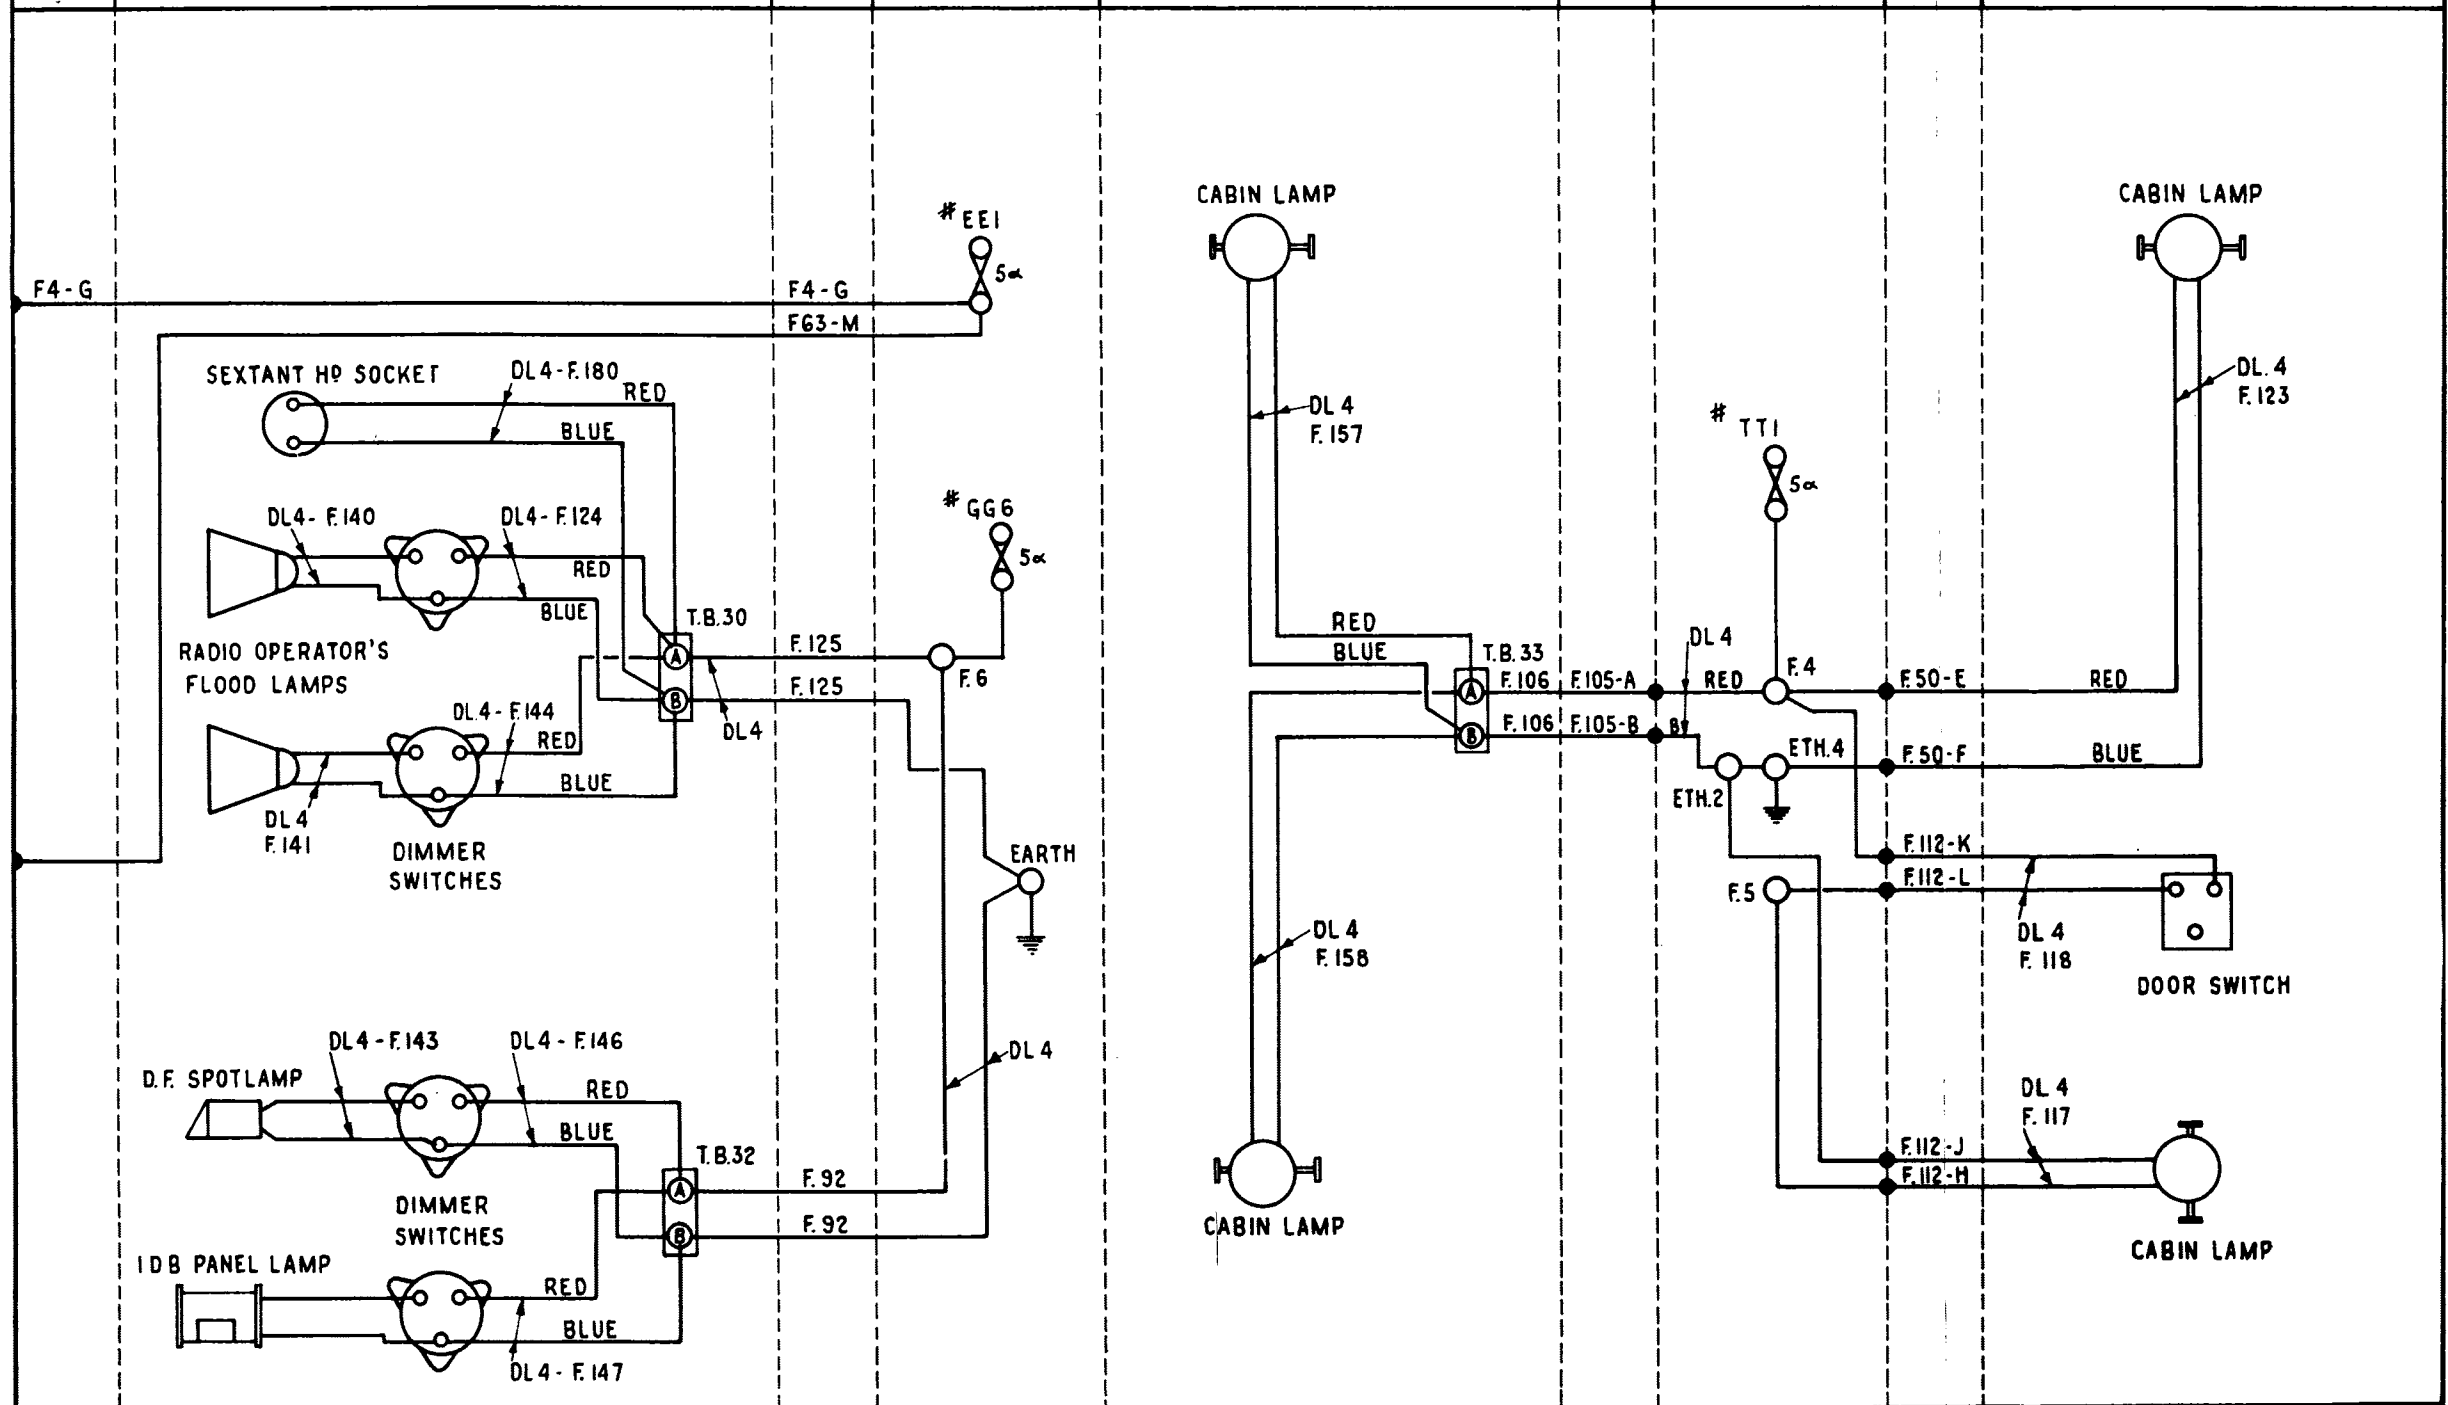 CABIN LAMP
CABIN LAMP
# EE1
5α
F4-G
F4-G
F63-M
SEXTANT Hᴰ SOCKET
DL4-F.180
RED
BLUE
DL 4
F.157
DL.4
F.123
# TT1
5α
# GG6
5α
DL4- F.140
DL4- F.124
RED
BLUE
T.B.30
A
B
F.125
F.125
F.6
DL4
RADIO OPERATOR'S
FLOOD LAMPS
DL.4-F.144
RED
BLUE
DL4
F.141
DIMMER
SWITCHES
EARTH
RED
BLUE
T.B.33
A
B
F.106
F.105-A
F.106
F.105-B
DL 4
RED
B
F.4
F.50-E
RED
ETH.4
F.50-F
BLUE
ETH.2
F.112-K
F.112-L
F.5
DL 4
F.118
DOOR SWITCH
DL 4
F.158
DL4-F.143
DL4- F.146
D.F. SPOTLAMP
RED
BLUE
DL 4
T.B.32
A
B
F.92
F.92
DIMMER
SWITCHES
IDB PANEL LAMP
RED
BLUE
DL4- F.147
CABIN LAMP
DL 4
F.117
F.112-J
F.112-H
CABIN LAMP